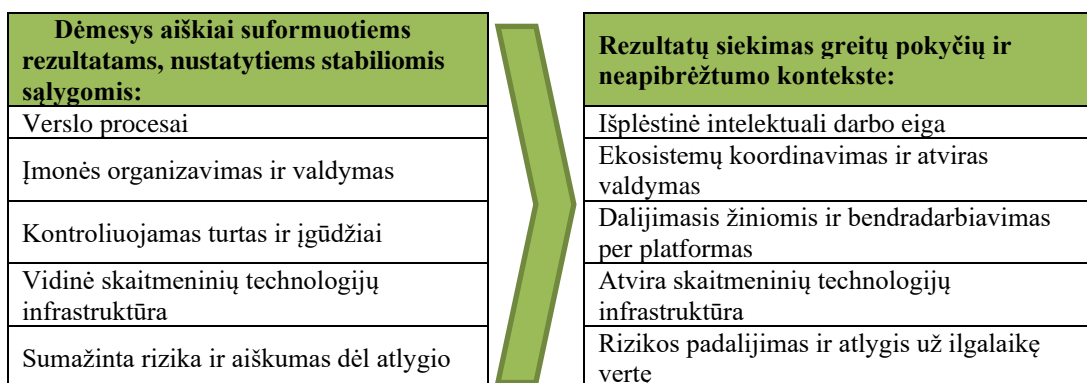 Dėmesys aiškiai suformuotiems
rezultatams, nustatytiems stabiliomis
sąlygomis:
Verslo procesai
Įmonės organizavimas ir valdymas
Kontroliuojamas turtas ir įgūdžiai
Vidinė skaitmeninių technologijų
infrastruktūra
Sumažinta rizika ir aiškumas dėl atlygio
Rezultatų siekimas greitų pokyčių ir
neapibrėžtumo kontekste:
Išplėstinė intelektuali darbo eiga
Ekosistemų koordinavimas ir atviras
valdymas
Dalijimasis žiniomis ir bendradarbiavimas
per platformas
Atvira skaitmeninių technologijų
infrastruktūra
Rizikos padalijimas ir atlygis už ilgalaikę
vertę